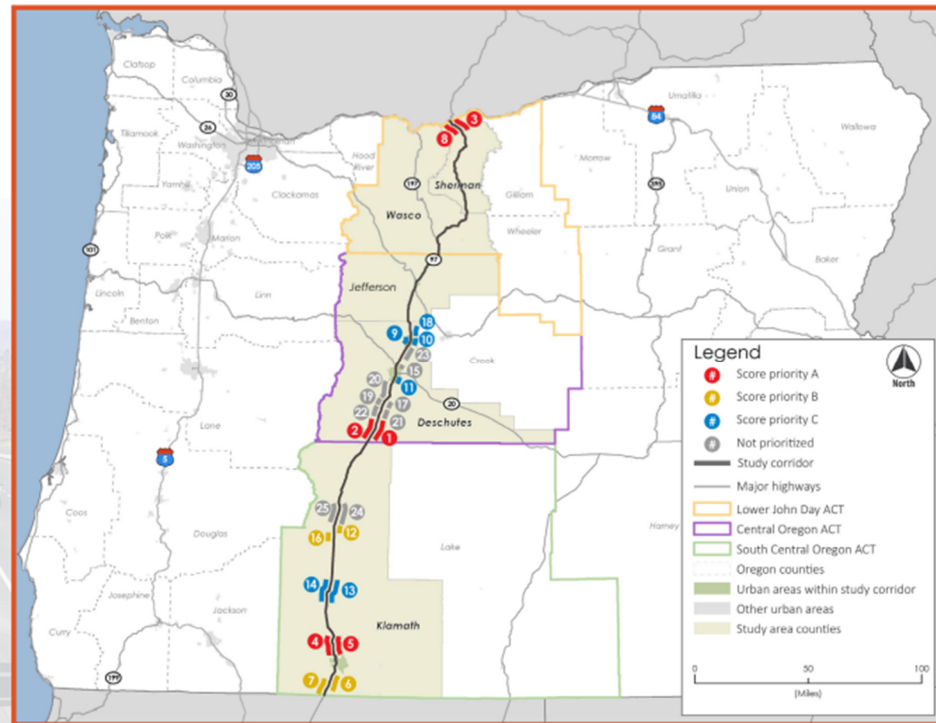 Clatsop
Columbia
30
26
Tillamook
Washington
205
Yamhill
Clackamas
Hood
River
Polk
Marion
101
Lincoln
Benton
Linn
Lane
5
Coos
Douglas
Josephine
Jackson
Curry
199
3
8
197
Sherman
Wasco
Gilliam
Wheeler
97
Jefferson
9
18
10
23
Crook
15
20
11
19
17
20
22
21
Deschutes
2
1
25
24
12
16
Lake
14
13
Klamath
4
5
7
6
Umatilla
84
Wallowa
Morrow
Union
395
Grant
Baker
Harney
Legend
North
# Score priority A
# Score priority B
# Score priority C
# Not prioritized
Study corridor
Major highways
Lower John Day ACT
Central Oregon ACT
South Central Oregon ACT
Oregon counties
Urban areas within study corridor
Other urban areas
Study area counties
0 50 100
(Miles)